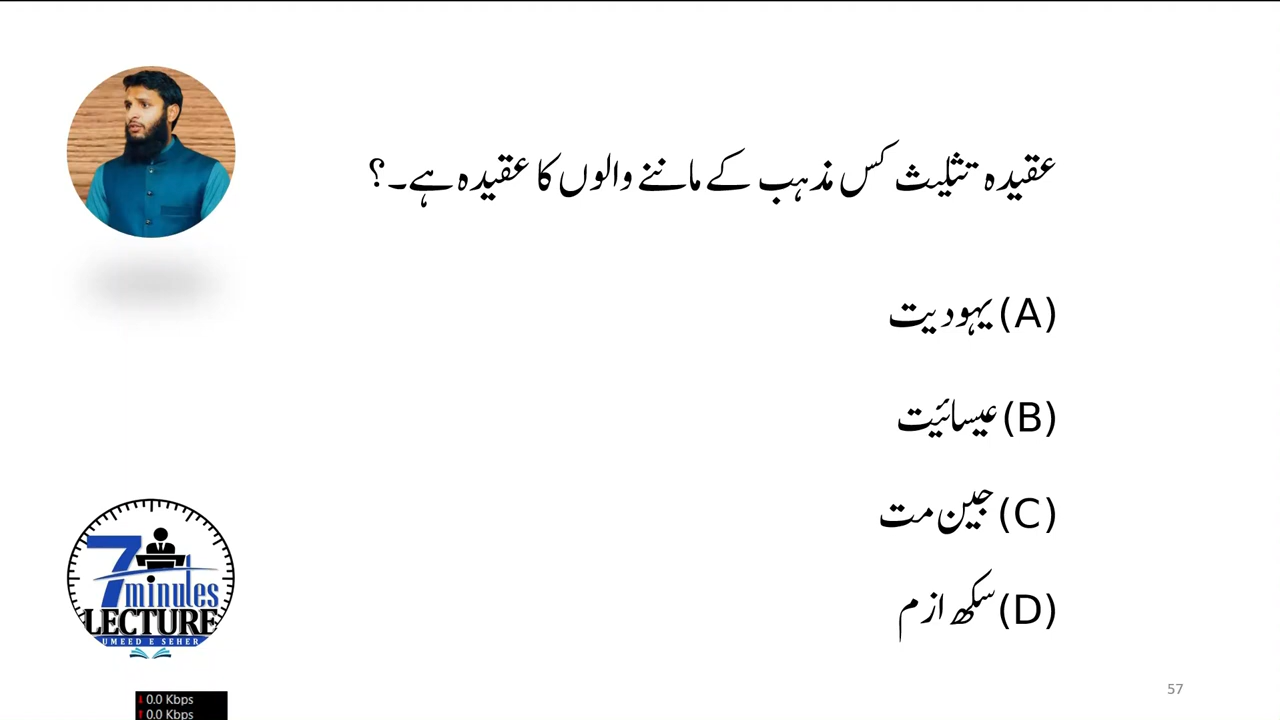 عقیدہ تثلیث کس مذہب کے ماننے والوں کا عقیدہ ہے۔؟
(A) یہودیت
(B) عیسائیت
(C) جین مت
(D) سکھ ازم
7
minutes
LECTURE
UMEED E SEHER
57
0.0 Kbps
0.0 Kbps